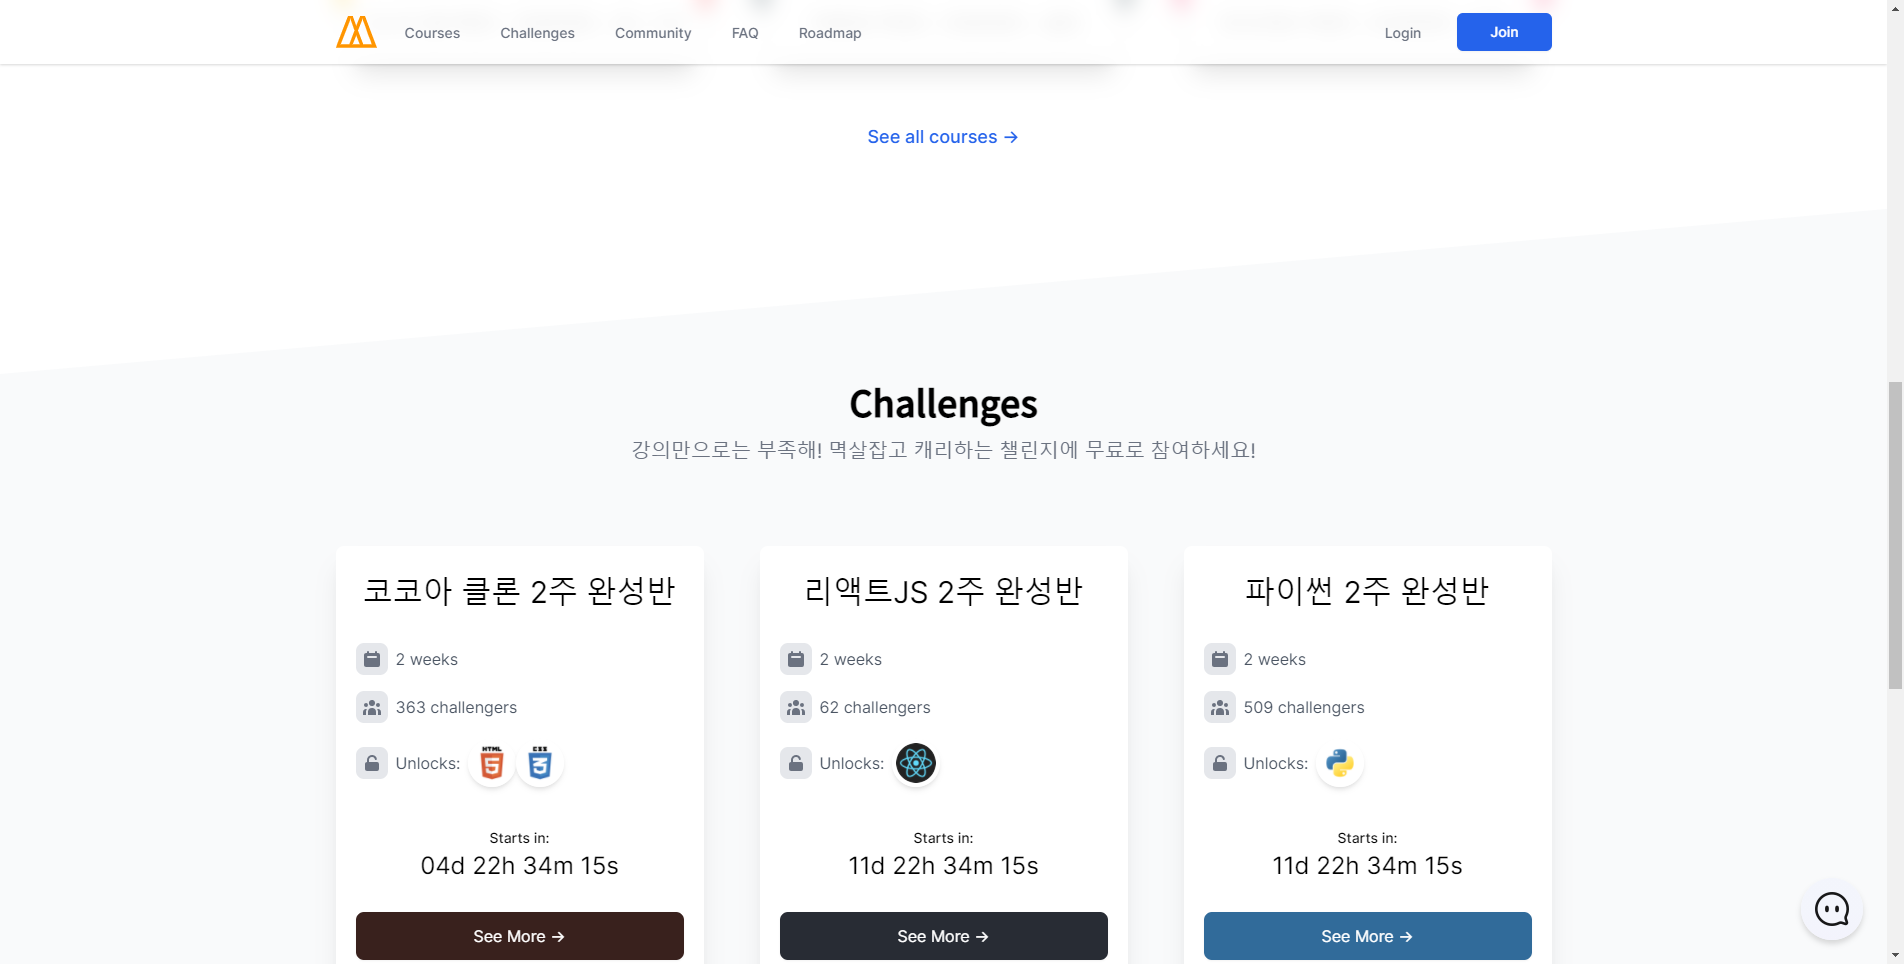 Courses
Challenges
Community
FAQ
Roadmap
Login
Join
See all courses →
Challenges
강의만으로는 부족해! 멱살잡고 캐리하는 챌린지에 무료로 참여하세요!
코코아 클론 2주 완성반
2 weeks
363 challengers
Unlocks:
HTML
5
CSS
3
Starts in:
04d 22h 34m 15s
See More →
리액트JS 2주 완성반
2 weeks
62 challengers
Unlocks:
Starts in:
11d 22h 34m 15s
See More →
파이썬 2주 완성반
2 weeks
509 challengers
Unlocks:
Starts in:
11d 22h 34m 15s
See More →